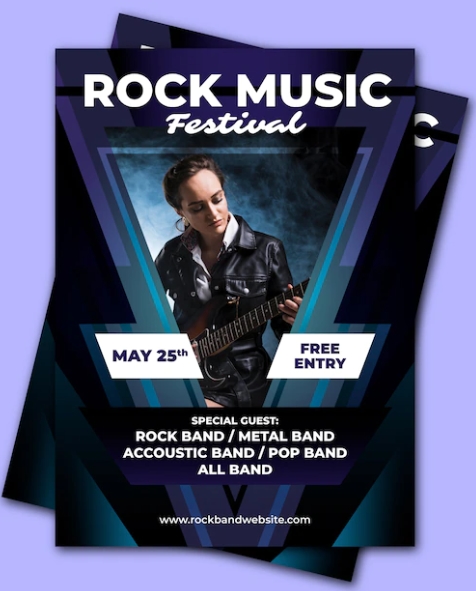 ROCK MUSIC
Festival
MAY 25th
FREE
ENTRY
SPECIAL GUEST:
ROCK BAND / METAL BAND
ACCOUSTIC BAND / POP BAND
ALL BAND
www.rockbandwebsite.com
C